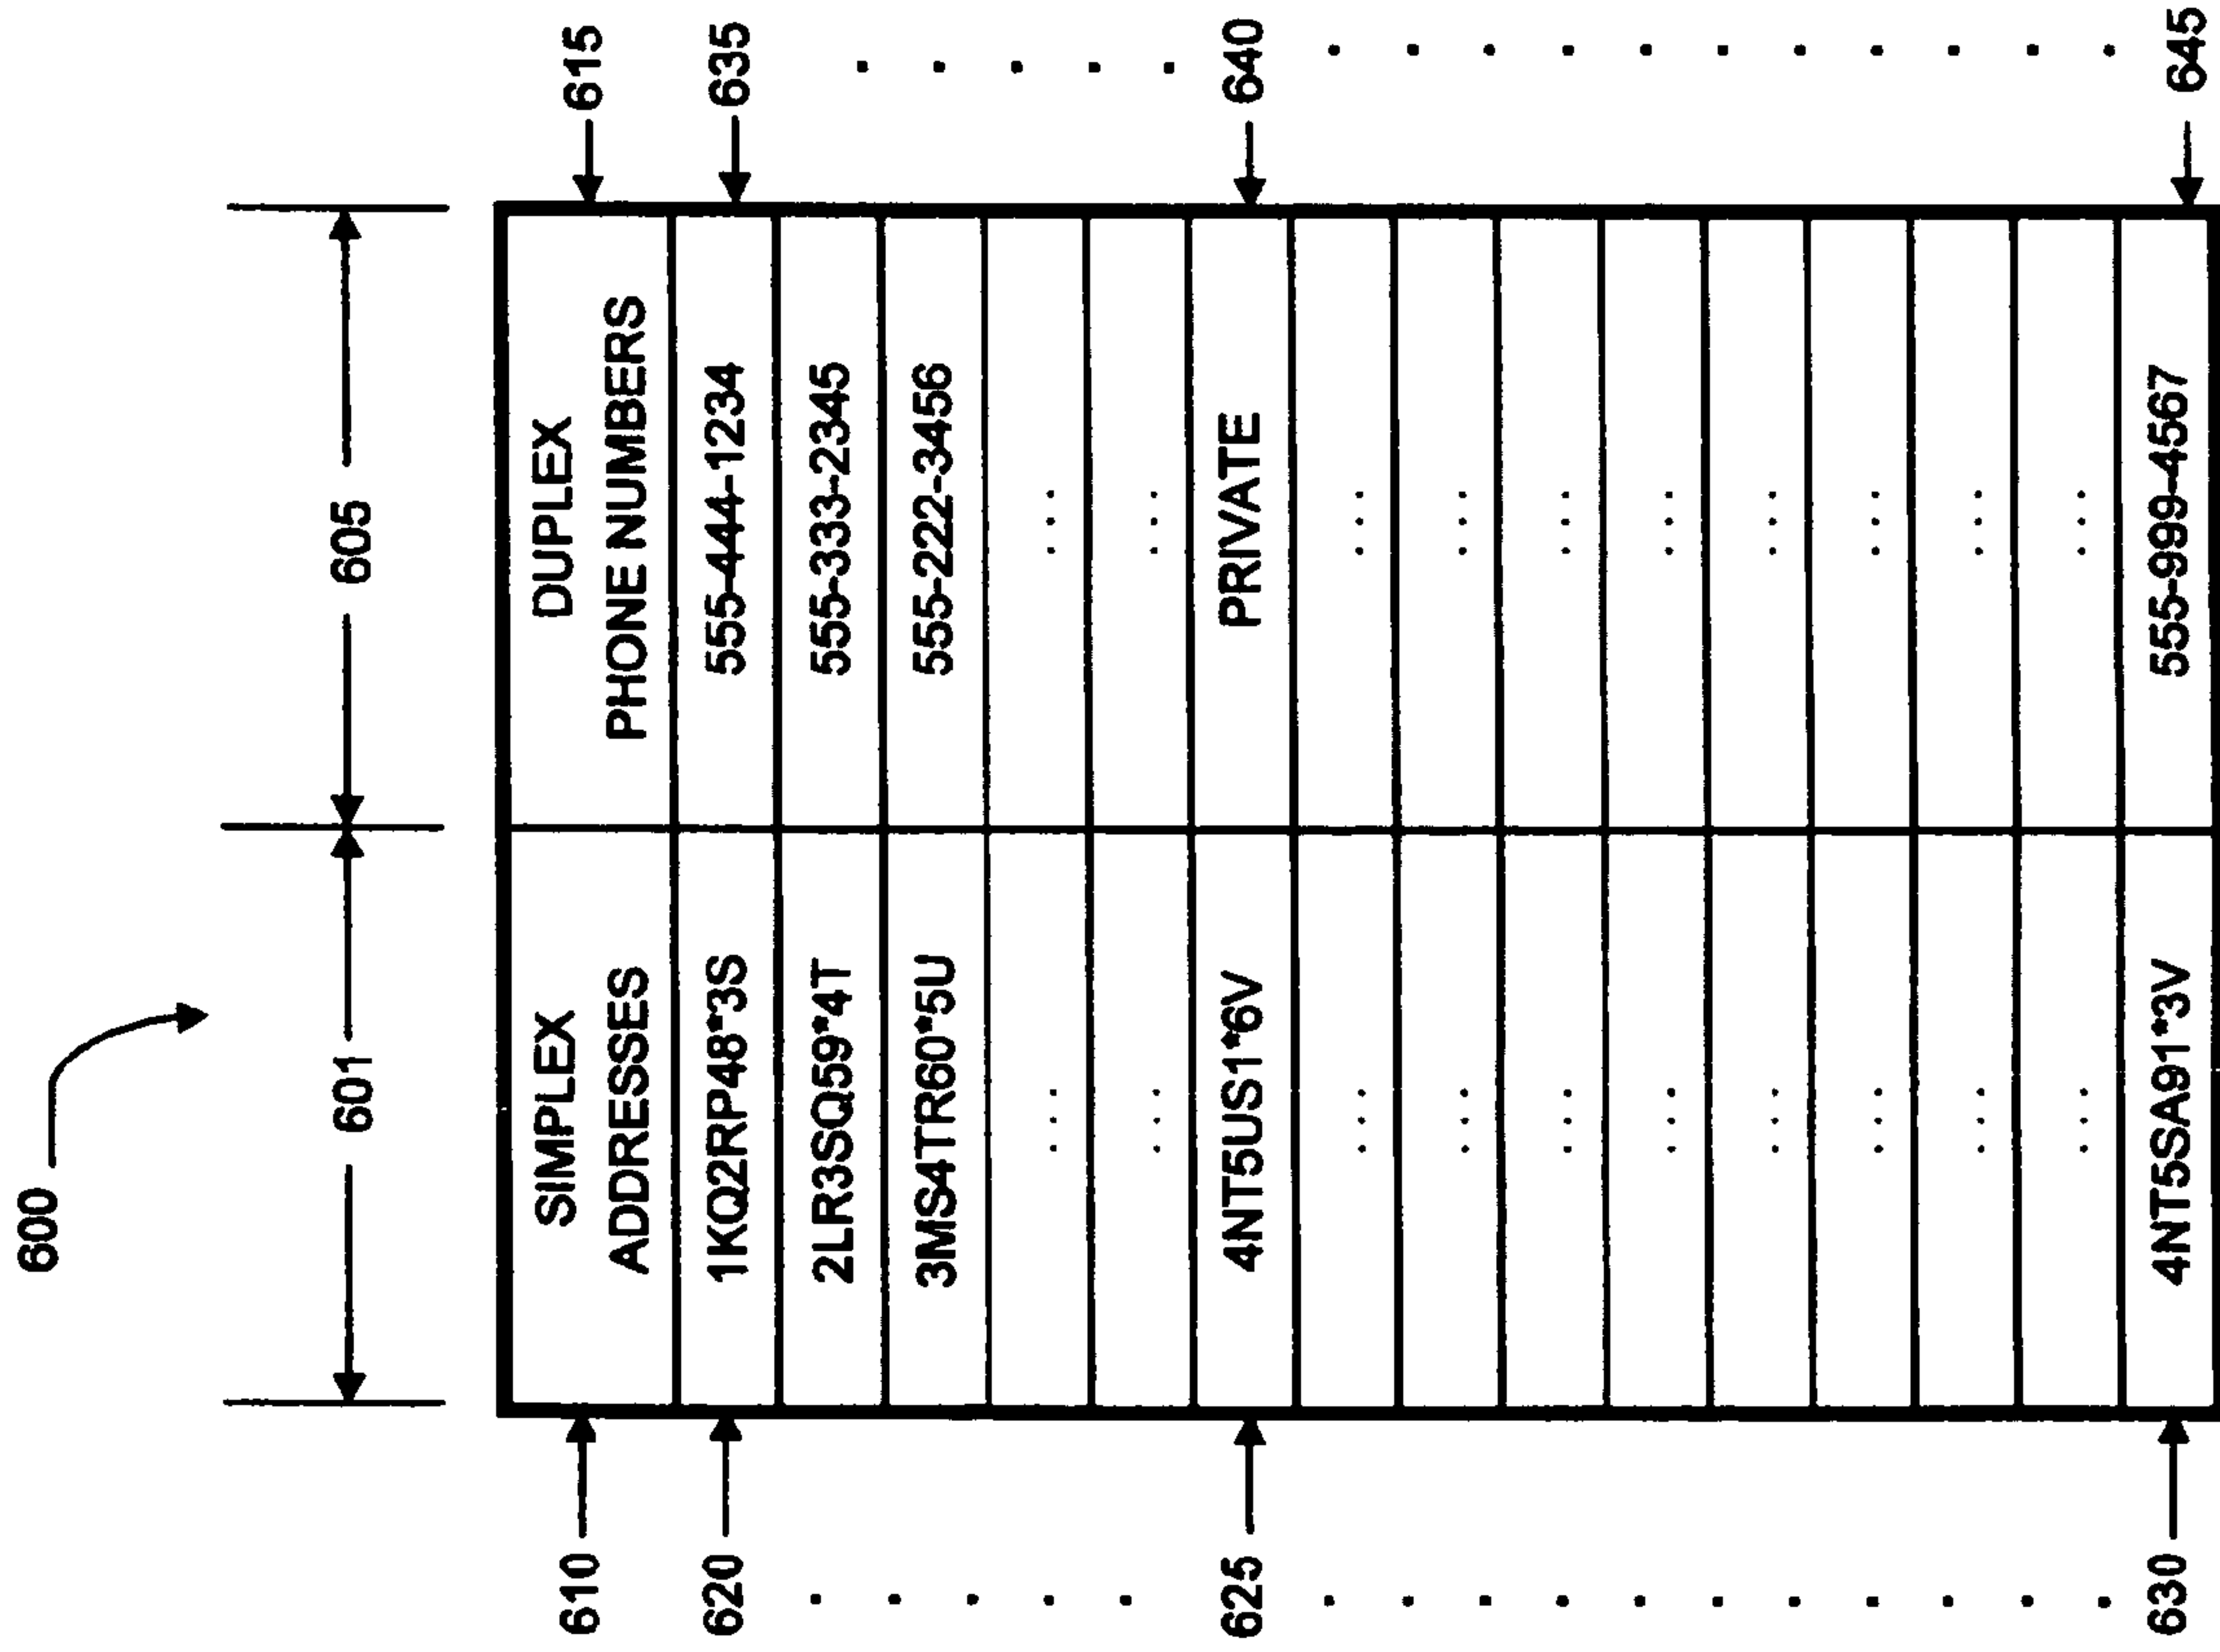 600
601 605
610 SIMPLEX ADDRESSES DUPLEX PHONE NUMBERS 615
620 1KQ2RP48*3S 555-444-1234 635
2LR3SQ59*4T 555-333-2345
3MS4TR60*5U 555-222-3456
... ...
... ...
625 4NT5US1*6V PRIVATE 640
... ...
... ...
... ...
... ...
... ...
... ...
... ...
... ...
630 4NT5SA91*3V 555-999-4567 645